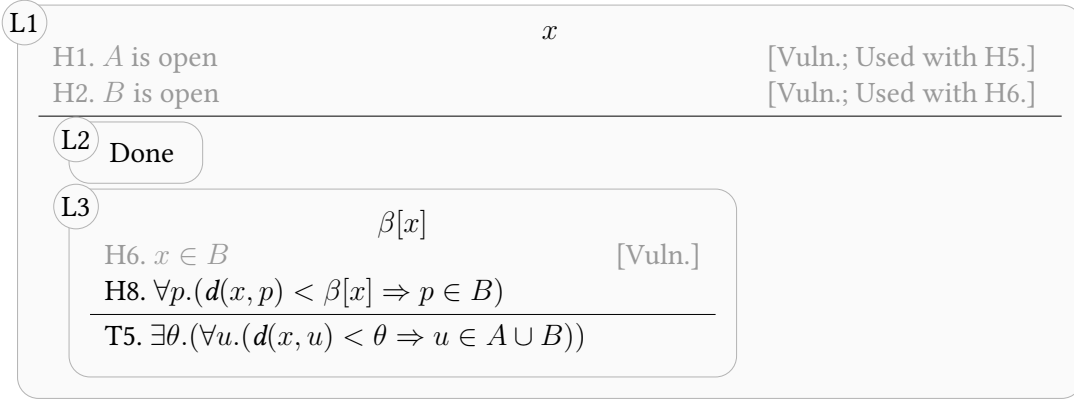 L1
x
H1. A is open [Vuln.; Used with H5.]
H2. B is open [Vuln.; Used with H6.]
L2
Done
L3
β[x]
H6. x ∈ B [Vuln.]
H8. ∀p.(d(x, p) < β[x] ⇒ p ∈ B)
T5. ∃θ.(∀u.(d(x, u) < θ ⇒ u ∈ A ∪ B))